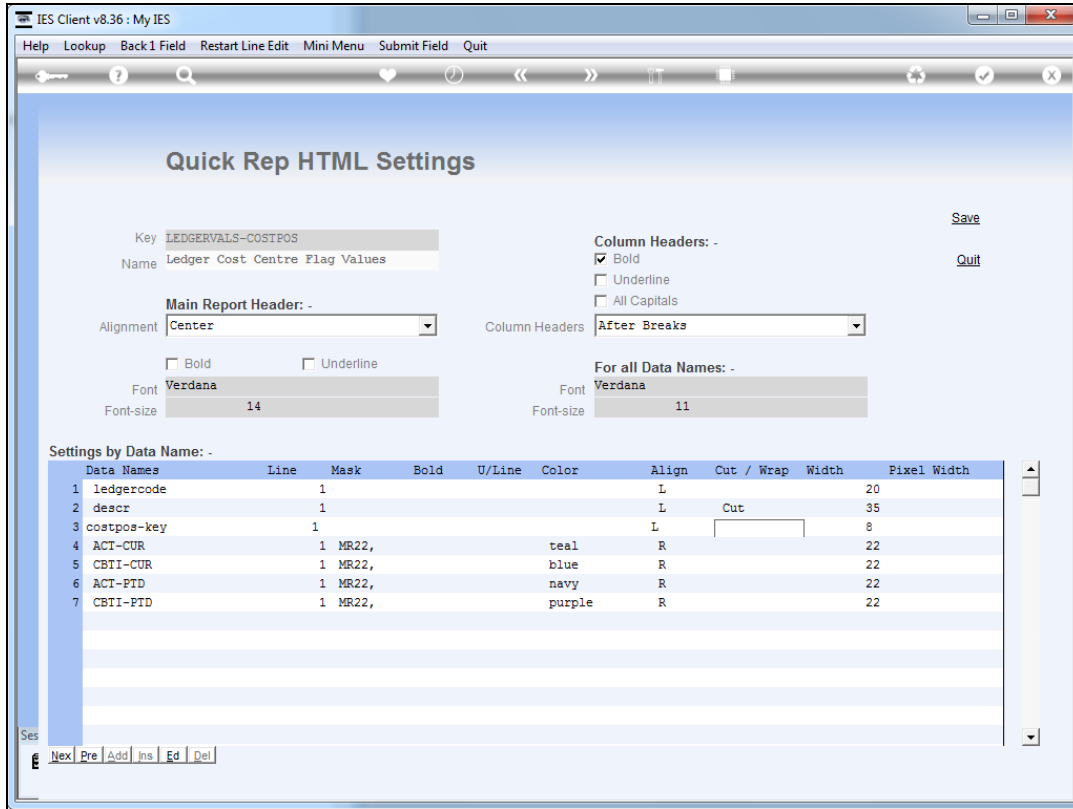 IES Client v8.36 : My IES
Help Lookup Back 1 Field Restart Line Edit Mini Menu Submit Field Quit
Quick Rep HTML Settings
Save
Key LEDGERVALS-COSTPOS
Column Headers: -
Name Ledger Cost Centre Flag Values
Bold
Quit
Underline
Main Report Header: -
All Capitals
Alignment Center
Column Headers After Breaks
Bold Underline
For all Data Names: -
Font Verdana
Font Verdana
Font-size 14
Font-size 11
Settings by Data Name: -
Data Names Line Mask Bold U/Line Color Align Cut / Wrap Width Pixel Width
1 ledgercode 1 L 20
2 descr 1 L Cut 35
3 costpos-key 1 L 8
4 ACT-CUR 1 MR22, teal R 22
5 CBTI-CUR 1 MR22, blue R 22
6 ACT-PTD 1 MR22, navy R 22
7 CBTI-PTD 1 MR22, purple R 22
Ses
Nex Pre Add Ins Ed Del